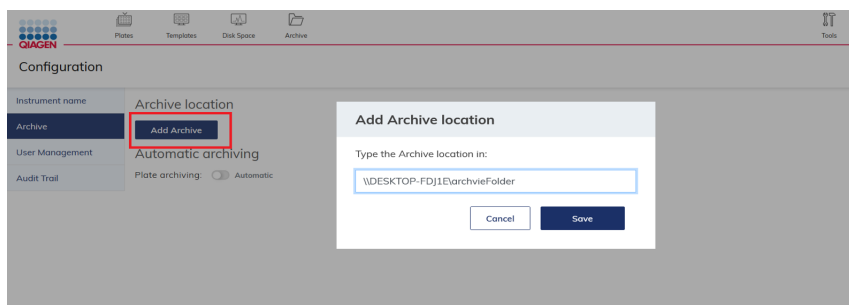 QIAGEN
Plates Templates Disk Space Archive Tools
Configuration
Instrument name
Archive
User Management
Audit Trail
Archive location
Add Archive
Automatic archiving
Plate archiving: Automatic
Add Archive location
Type the Archive location in:
\\DESKTOP-FDJ1E\archvieFolder
Cancel Save